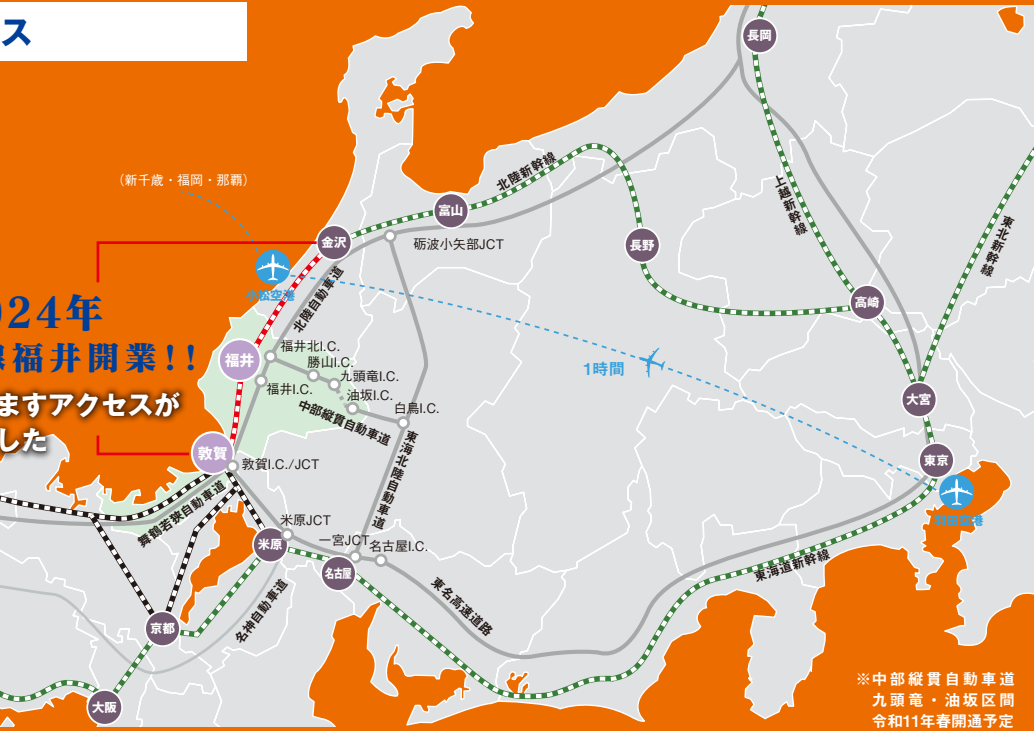 ス
長岡
(新千歳・福岡・那覇)
北陸新幹線
上越新幹線
東北新幹線
富山
金沢
砺波小矢部JCT
長野
小松空港
北陸自動車道
高崎
024年
福井開業!!
ますアクセスが
した
福井
福井北I.C.
勝山I.C.
九頭竜I.C.
福井I.C.
油坂I.C.
中部縦貫自動車道
白鳥I.C.
1時間
大宮
東海北陸自動車道
敦賀
敦賀I.C./JCT
東京
羽田空港
舞鶴若狭自動車道
米原JCT
一宮JCT
名古屋I.C.
米原
名古屋
東海道新幹線
東名高速道路
名神自動車道
京都
大阪
※中部縦貫自動車道
九頭竜・油坂区間
令和11年春開通予定